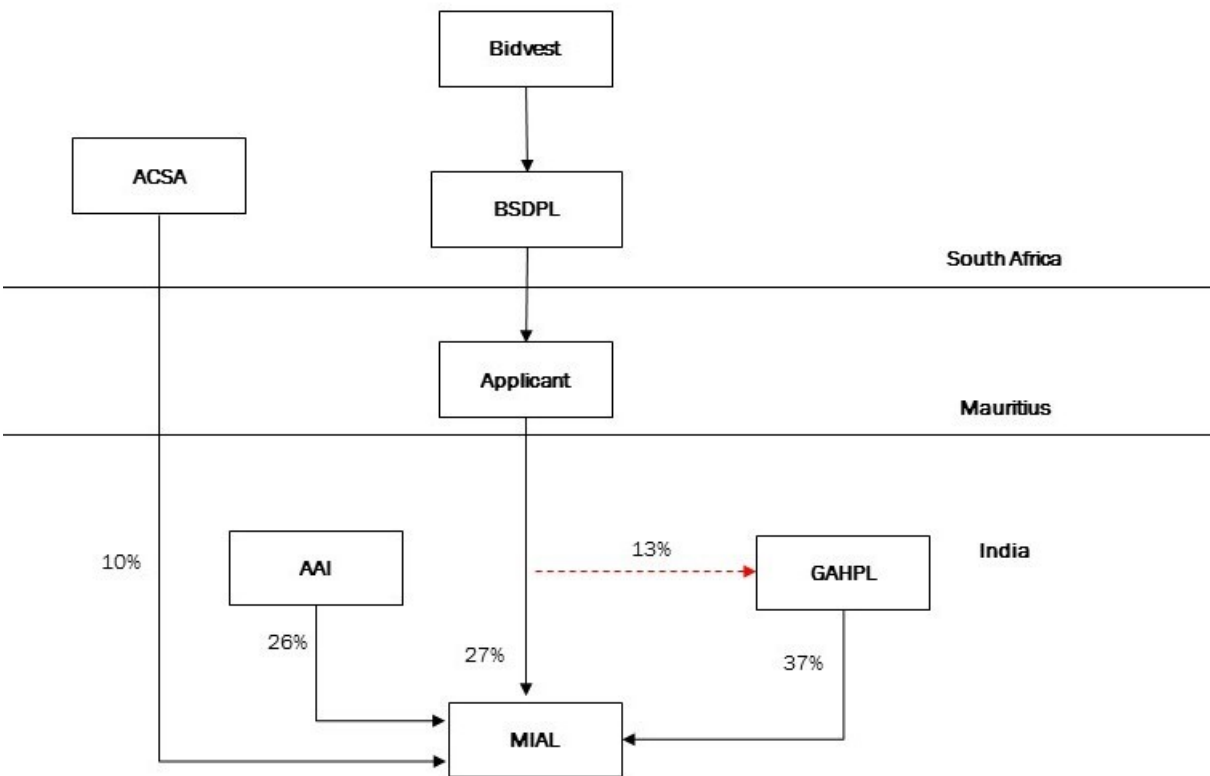 Bidvest
ACSA
BSDPL
South Africa
Applicant
Mauritius
10%
AAI
13%
GAHPL
India
26%
27%
37%
MIAL